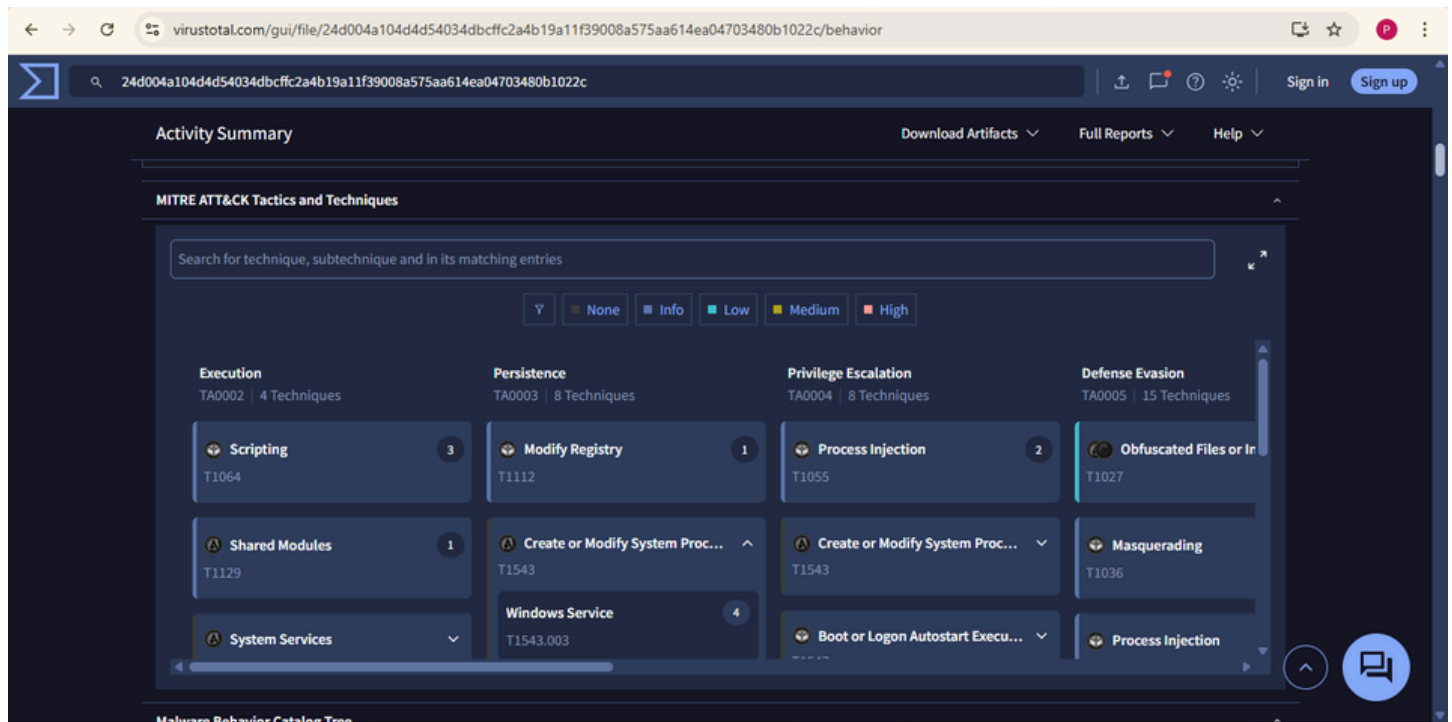 virustotal.com/gui/file/24d004a104d4d54034dbcffc2a4b19a11f39008a575aa614ea04703480b1022c/behavior
P
24d004a104d4d54034dbcffc2a4b19a11f39008a575aa614ea04703480b1022c
Sign in
Sign up
Activity Summary
Download Artifacts
Full Reports
Help
MITRE ATT&CK Tactics and Techniques
Search for technique, subtechnique and in its matching entries
None
Info
Low
Medium
High
Execution
TA0002 | 4 Techniques
Scripting 3
T1064
Shared Modules 1
T1129
System Services
Persistence
TA0003 | 8 Techniques
Modify Registry 1
T1112
Create or Modify System Proc...
T1543
Windows Service 4
T1543.003
Privilege Escalation
TA0004 | 8 Techniques
Process Injection 2
T1055
Create or Modify System Proc...
T1543
Boot or Logon Autostart Execu...
Defense Evasion
TA0005 | 15 Techniques
Obfuscated Files or In
T1027
Masquerading
T1036
Process Injection
Malware Behavior Catalog Tree